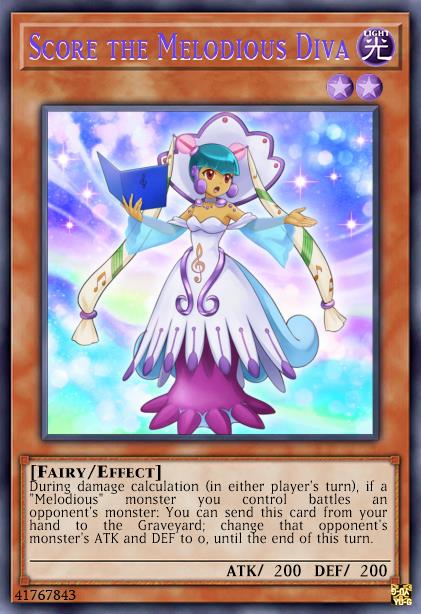 Score the Melodious Diva
LIGHT
光
[Fairy/Effect]
During damage calculation (in either player's turn), if a
"Melodious" monster you control battles an
opponent's monster: You can send this card from your
hand to the Graveyard; change that opponent's
monster's ATK and DEF to 0, until the end of this turn.
ATK/ 200 DEF/ 200
41767843